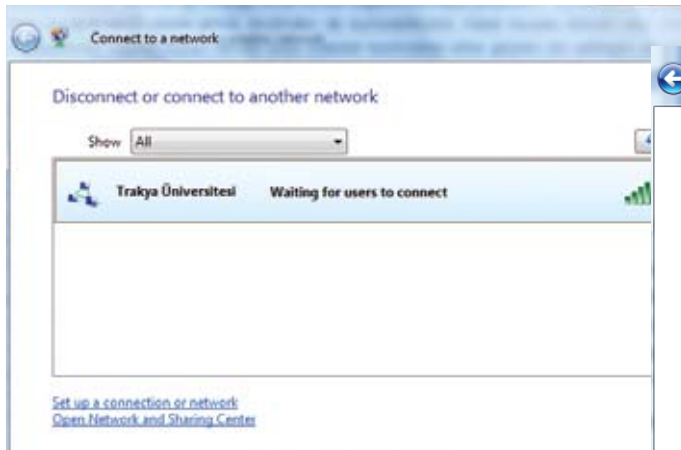 Connect to a network
Disconnect or connect to another network
Show All
Trakya Üniversitesi Waiting for users to connect
Set up a connection or network
Open Network and Sharing Center